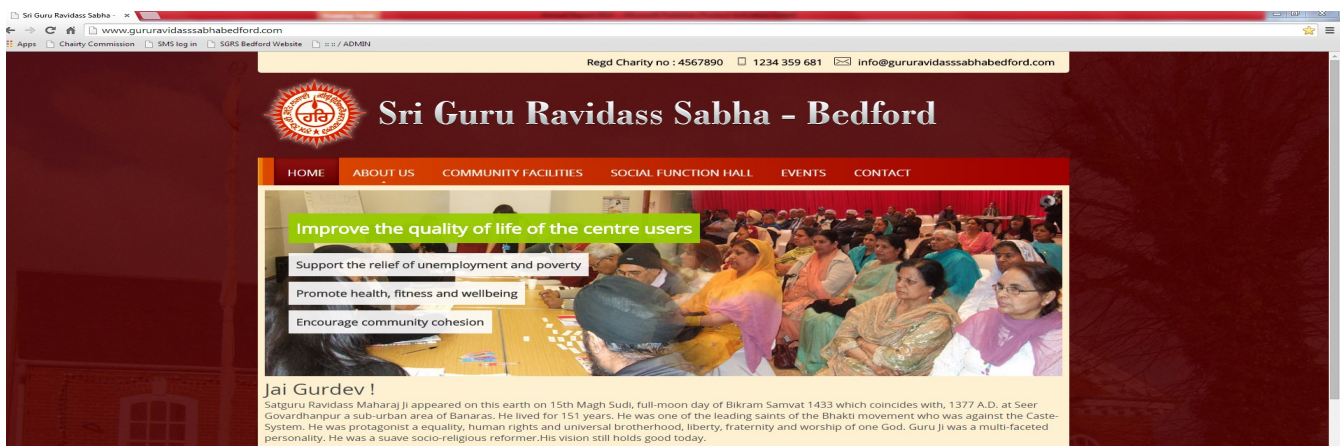 Sri Guru Ravidass Sabha -
www.gururavidasssabhabedford.com
Apps Chairty Commission SMS log in SGRS Bedford Website :: :: / ADMIN
Regd Charity no : 4567890 1234 359 681 info@gururavidasssabhabedford.com
हरि
Sri Guru Ravidass Sabha - Bedford
HOME ABOUT US COMMUNITY FACILITIES SOCIAL FUNCTION HALL EVENTS CONTACT
Improve the quality of life of the centre users
Support the relief of unemployment and poverty
Promote health, fitness and wellbeing
Encourage community cohesion
Jai Gurdev !
Satguru Ravidass Maharaj Ji appeared on this earth on 15th Magh Sudi, full-moon day of Bikram Samvat 1433 which coincides with, 1377 A.D. at Seer
Govardhanpur a sub-urban area of Banaras. He lived for 151 years. He was one of the leading saints of the Bhakti movement who was against the Caste-
System. He was protagonist a equality, human rights and universal brotherhood, liberty, fraternity and worship of one God. Guru Ji was a multi-faceted
personality. He was a suave socio-religious reformer.His vision still holds good today.